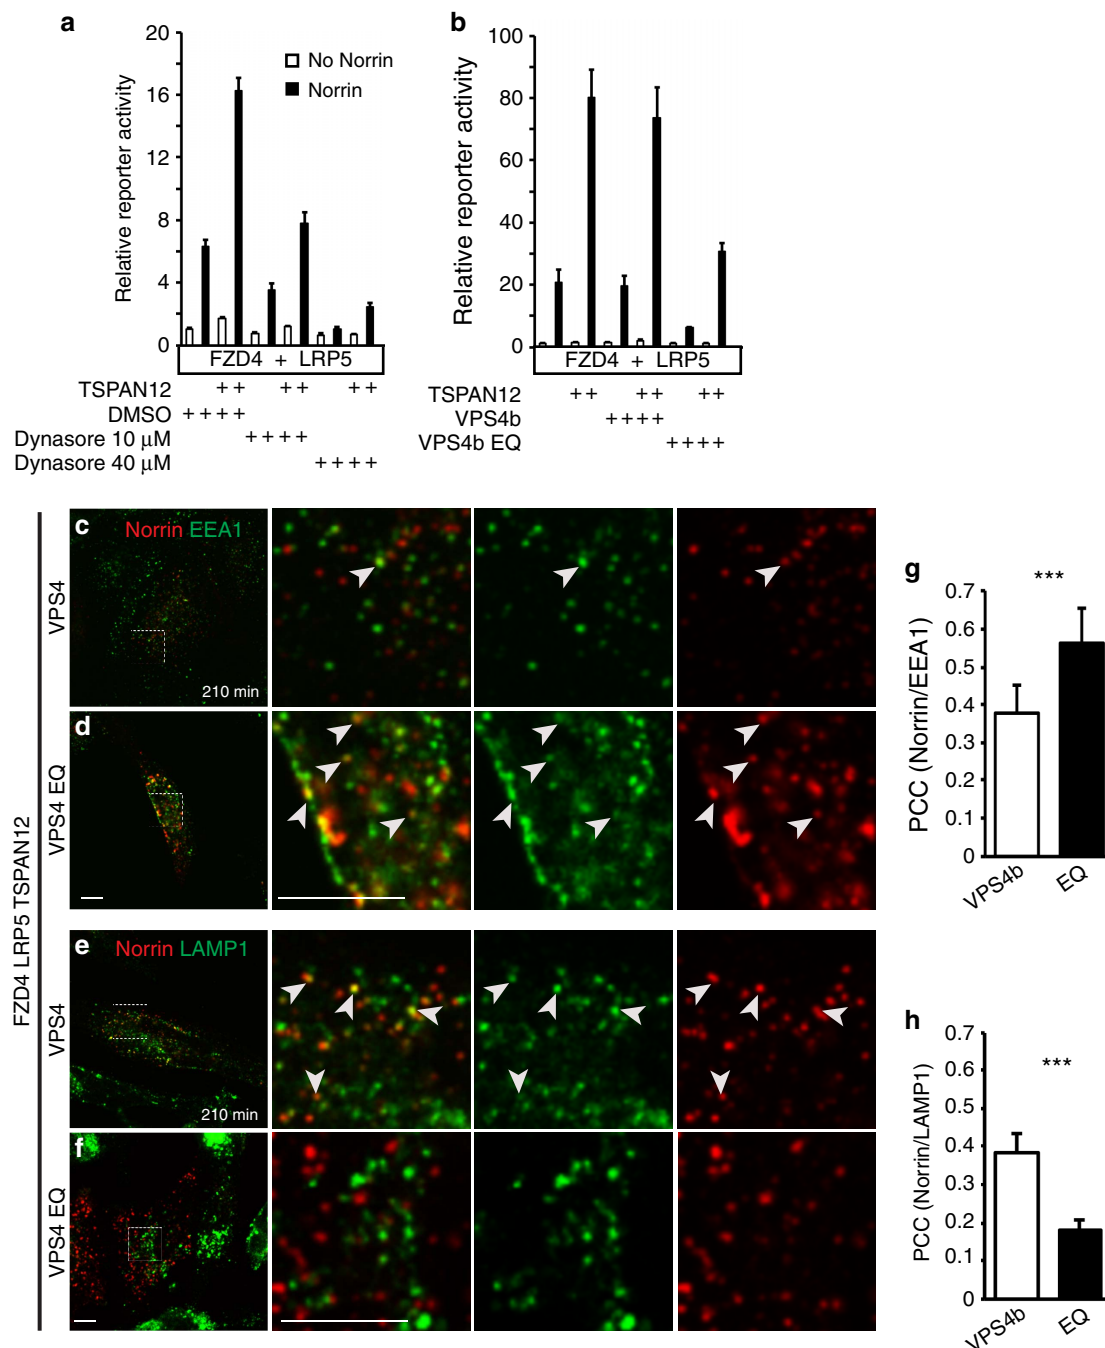 a
20
16
12
8
4
0
Relative reporter activity
No Norrin
Norrin
FZD4 + LRP5
TSPAN12 ++ ++ ++
DMSO ++++
Dynasore 10 μM ++++
Dynasore 40 μM ++++
b
100
80
60
40
20
0
Relative reporter activity
FZD4 + LRP5
TSPAN12 ++ ++ ++
VPS4b ++++
VPS4b EQ ++++
FZD4 LRP5 TSPAN12
VPS4
c
Norrin EEA1
210 min
VPS4 EQ
d
VPS4
e
Norrin LAMP1
210 min
VPS4 EQ
f
g
***
0.7
0.6
0.5
0.4
0.3
0.2
0.1
0
PCC (Norrin/EEA1)
VPS4b
EQ
h
***
0.7
0.6
0.5
0.4
0.3
0.2
0.1
0
PCC (Norrin/LAMP1)
VPS4b
EQ